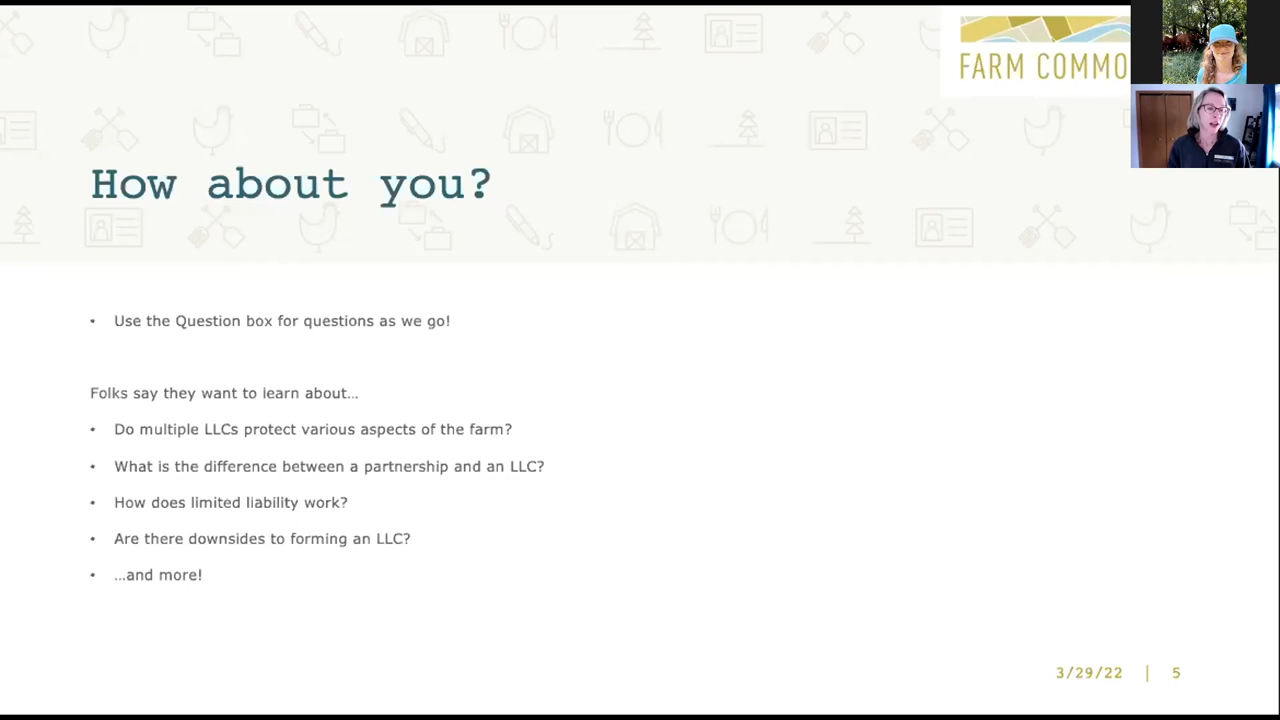 FARM COMMO
How about you?
• Use the Question box for questions as we go!
Folks say they want to learn about...
• Do multiple LLCs protect various aspects of the farm?
• What is the difference between a partnership and an LLC?
• How does limited liability work?
• Are there downsides to forming an LLC?
• ...and more!
3/29/22 | 5